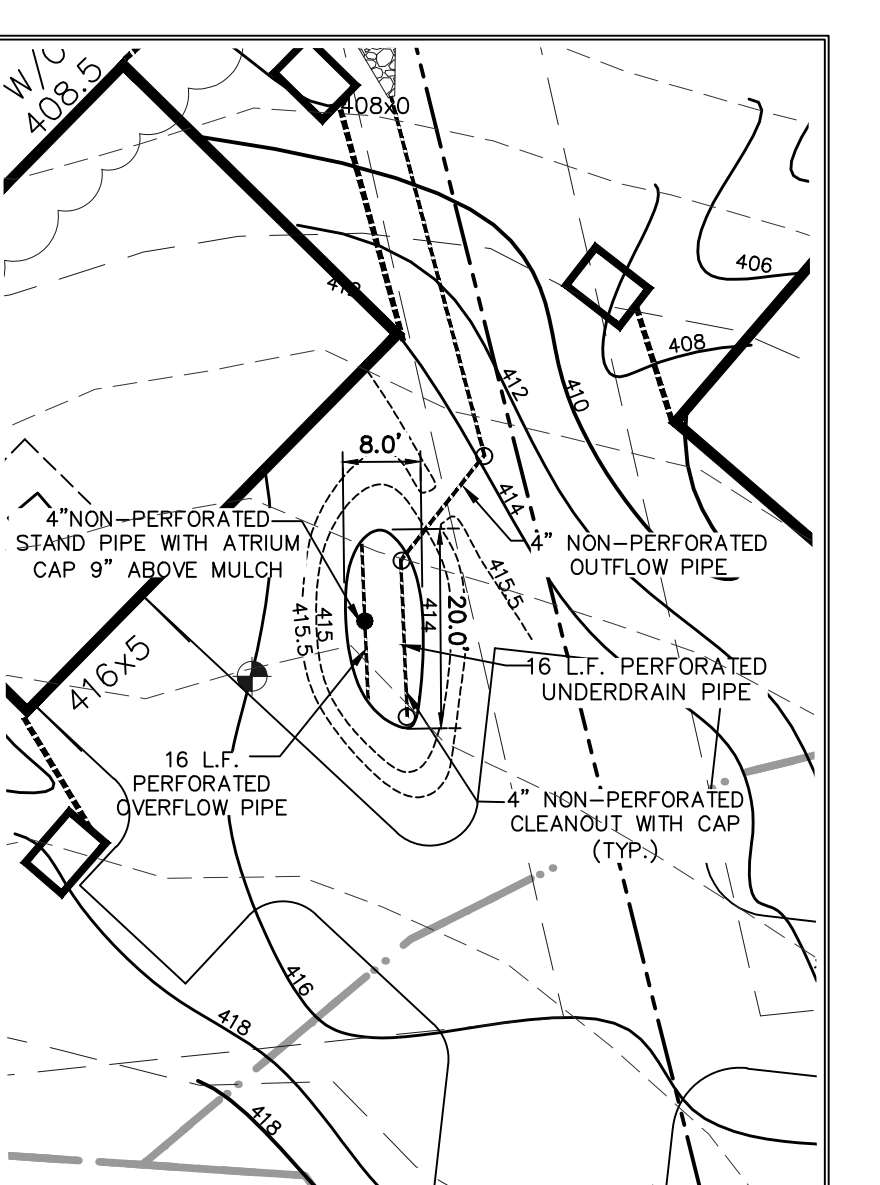 W/O
408.5
408x0
406
412
408
412
410
8.0'
414
4"NON-PERFORATED
STAND PIPE WITH ATRIUM
CAP 9" ABOVE MULCH
4" NON-PERFORATED
OUTFLOW PIPE
415.5
415.5
415
414
20.0'
416x5
16 L.F. PERFORATED
UNDERDRAIN PIPE
16 L.F.
PERFORATED
OVERFLOW PIPE
4" NON-PERFORATED
CLEANOUT WITH CAP
(TYP.)
416
418
418